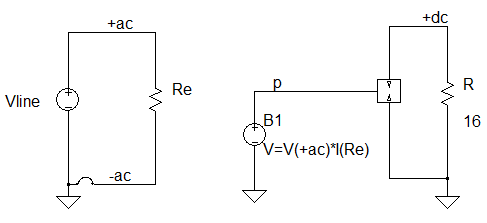 +ac
Vline
Re
-ac
p
B1
V=V(+ac)*I(Re)
+dc
R
16